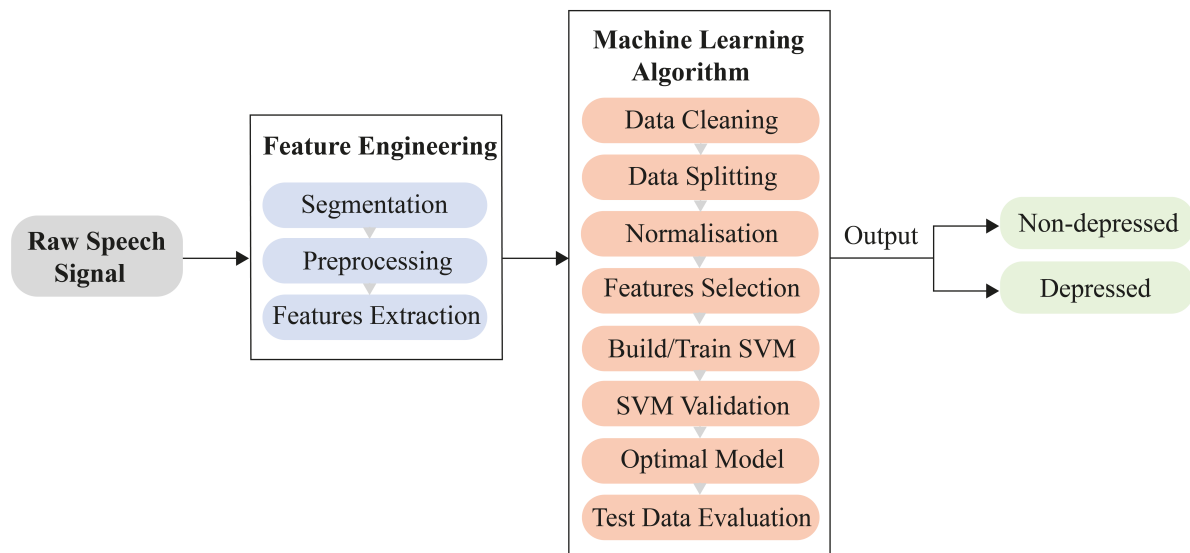 Raw Speech
Signal
Feature Engineering
Segmentation
Preprocessing
Features Extraction
Machine Learning
Algorithm
Data Cleaning
Data Splitting
Normalisation
Features Selection
Build/Train SVM
SVM Validation
Optimal Model
Test Data Evaluation
Output
Non-depressed
Depressed